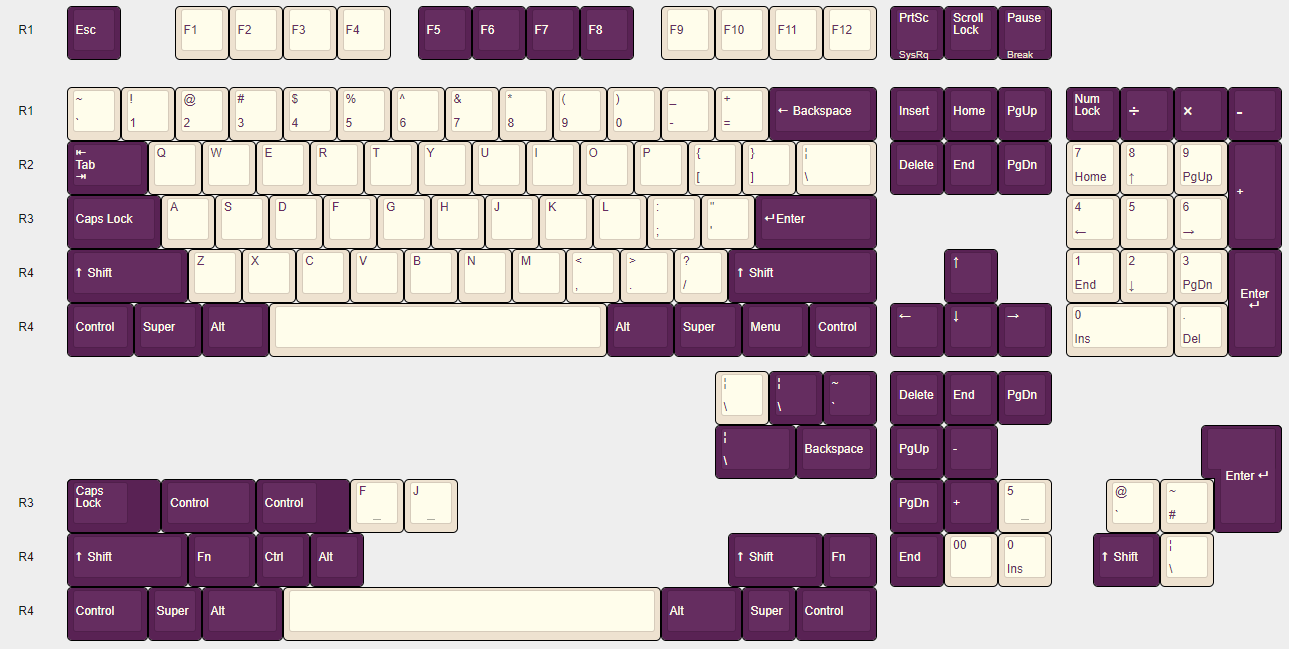 R1 Esc F1 F2 F3 F4 F5 F6 F7 F8 F9 F10 F11 F12 PrtSc Scroll Pause
Lock
SysRq Break
R1 ~ ! @ # $ % ^ & * ( ) _ + ← Backspace Insert Home PgUp Num ÷ × -
` 1 2 3 4 5 6 7 8 9 0 - = Lock
R2 ⇤ Q W E R T Y U I O P { } ¦ Delete End PgDn 7 8 9 +
Tab [ ] \ Home ↑ PgUp
⇥
R3 Caps Lock A S D F G H J K L : " ↵Enter 4 5 6
; ' ← →
R4 ↑ Shift Z X C V B N M < > ? ↑ Shift ↑ 1 2 3 Enter
, . / End ↓ PgDn ↵
R4 Control Super Alt Alt Super Menu Control ← ↓ → 0 .
Ins Del
¦ ¦ ~ Delete End PgDn
\ \ `
¦ Backspace PgUp - Enter ↵
\
R3 Caps Control Control F J PgDn + 5 @ ~
Lock _ _ _ ` #
R4 ↑ Shift Fn Ctrl Alt ↑ Shift Fn End 00 0 ↑ Shift ¦
Ins \
R4 Control Super Alt Alt Super Control